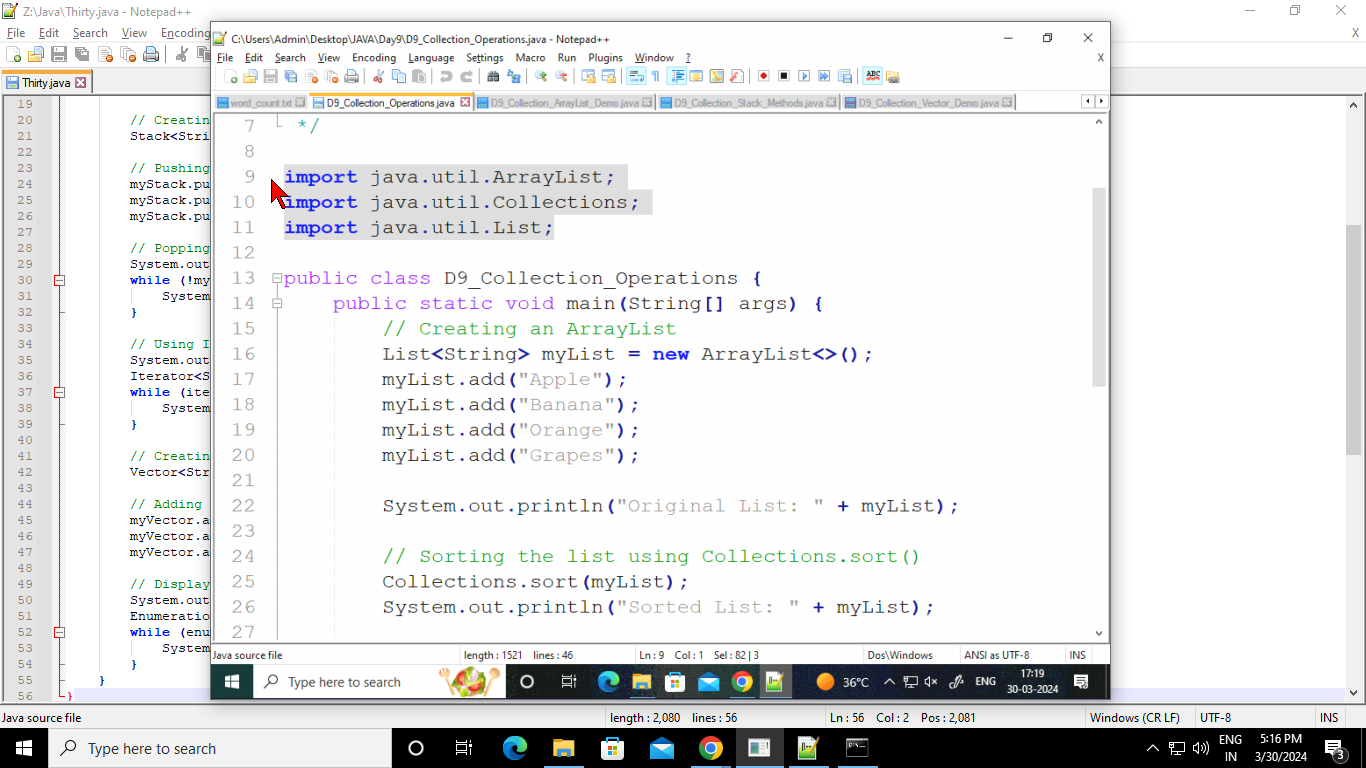 Z:\Java\Thirty.java - Notepad++
File Edit Search View Encoding
X
Thirty.java
19
20 // Creatin
21 Stack<Stri
22
23 // Pushing
24 myStack.pu
25 myStack.pu
26 myStack.pu
27
28 // Popping
29 System.out
30 while (!my
31 System
32 }
33
34 // Using I
35 System.out
36 Iterator<S
37 while (ite
38 System
39 }
40
41 // Creatin
42 Vector<Str
43
44 // Adding
45 myVector.a
46 myVector.a
47 myVector.a
48
49 // Display
50 System.out
51 Enumeratio
52 while (enu
53 System
54 }
55 }
56 }
C:\Users\Admin\Desktop\JAVA\Day9\D9_Collection_Operations.java - Notepad++
File Edit Search View Encoding Language Settings Macro Run Plugins Window ?
X
word_count.txt D9_Collection_Operations.java D9_Collection_ArrayList_Demo.java D9_Collection_Stack_Methods.java D9_Collection_Vector_Demo.java
7 */
8
9 import java.util.ArrayList;
10 import java.util.Collections;
11 import java.util.List;
12
13 public class D9_Collection_Operations {
14 public static void main(String[] args) {
15 // Creating an ArrayList
16 List<String> myList = new ArrayList<>();
17 myList.add("Apple");
18 myList.add("Banana");
19 myList.add("Orange");
20 myList.add("Grapes");
21
22 System.out.println("Original List: " + myList);
23
24 // Sorting the list using Collections.sort()
25 Collections.sort(myList);
26 System.out.println("Sorted List: " + myList);
27
Java source file length : 1521 lines : 46 Ln : 9 Col : 1 Sel : 82 | 3 Dos\Windows ANSI as UTF-8 INS
Type here to search 36°C ENG 17:19
30-03-2024
Java source file length : 2,080 lines : 56 Ln : 56 Col : 2 Pos : 2,081 Windows (CR LF) UTF-8 INS
Type here to search ENG 5:16 PM
IN 3/30/2024 3